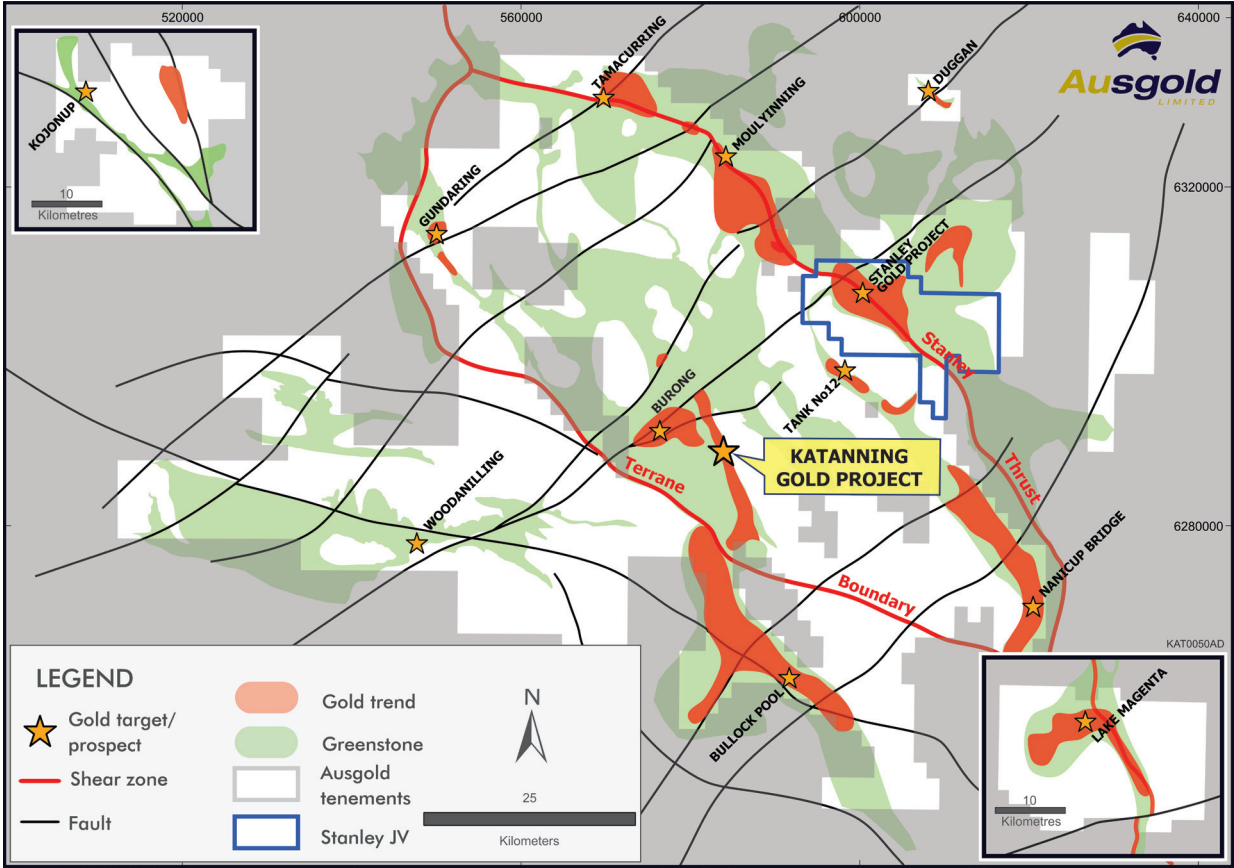 520000
560000
600000
640000
Ausgold
LIMITED
KOJONUP
10
Kilometres
TAMACURRING
DUGGAN
MOULYINNING
6320000
GUNDARING
STANLEY
GOLD PROJECT
Stanley
BURONG
TANK No12
KATANNING
GOLD PROJECT
Terrane
Thrust
WOODANILLING
6280000
Boundary
NANICUP BRIDGE
KAT0050AD
BULLOCK POOL
LAKE MAGENTA
10
Kilometres
LEGEND
Gold target/
prospect
Shear zone
Fault
Gold trend
Greenstone
Ausgold
tenements
Stanley JV
N
25
Kilometers